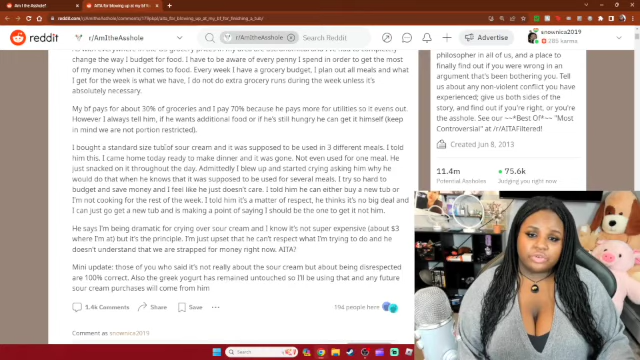 Am I the Asshole?
AITA for blowing up at my bf fo
reddit
r/AmITheAsshole
Search in r/AmITheAsshole
Advertise
snownica2019
285 karma
change the way I budget for food. I have to be aware of every penny I spend in order to get the most
of my money when it comes to food. Every week I have a grocery budget, I plan out all meals and what
I get for the week is what we have, I do not do extra grocery runs during the week unless it's
absolutely necessary.
My bf pays for about 30% of groceries and I pay 70% because he pays more for utilities so it evens out.
However I always tell him, if he wants additional food or if he's still hungry he can get it himself (keep
in mind we are not portion restricted).
I bought a standard size tub of sour cream and it was supposed to be used in 3 different meals. I told
him this. I came home today ready to make dinner and it was gone. Not even used for one meal. He
just snacked on it throughout the day. Admittedly I blew up and started crying asking him why he
would do that when he knows that it was supposed to be used for several meals. I try so hard to
budget and save money and I feel like he just doesn't care. I told him he can either buy a new tub or
I'm not cooking for the rest of the week. I told him it's a matter of respect, he thinks it's no big deal and
I can just go get a new tub and is making a point of saying I should be the one to get it not him.
He says I'm being dramatic for crying over sour cream and I know it's not super expensive (about $3
where I'm at) but it's the principle. I'm just upset that he can't respect what I'm trying to do and he
doesn't understand that we are strapped for money right now. AITA?
Mini update: those of you who said it's not really about the sour cream but about being disrespected
are 100% correct. Also the greek yogurt has remained untouched so I'll be using that and any future
sour cream purchases will come from him
1.4k Comments
Share
Save
194 people here
Comment as snownica2019
philosopher in all of us, and a place to
finally find out if you were wrong in an
argument that's been bothering you. Tell
us about any non-violent conflict you have
experienced; give us both sides of the
story, and find out if you're right, or you're
the asshole. See our ~~*Best Of*~~ "Most
Controversial" at /r/AITAFiltered!
Created Jun 8, 2013
11.4m
Potential Assholes
75.6k
Judging you right now
Search